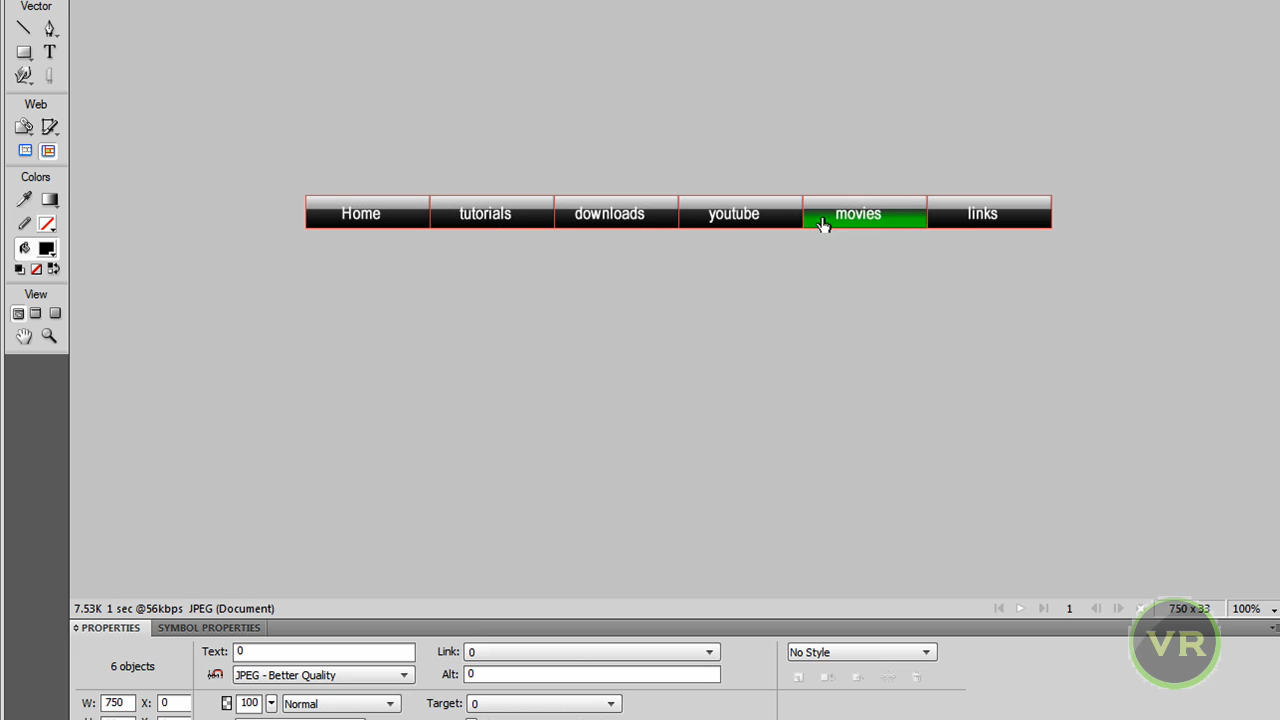 Vector
T
Web
Colors
View
Home tutorials downloads youtube movies links
7.53K 1 sec @56kbps JPEG (Document) 1 750 x 33 100%
PROPERTIES SYMBOL PROPERTIES
6 objects Text: 0 Link: 0 No Style
JPEG - Better Quality Alt: 0
W: 750 X: 0 100 Normal Target: 0
VR